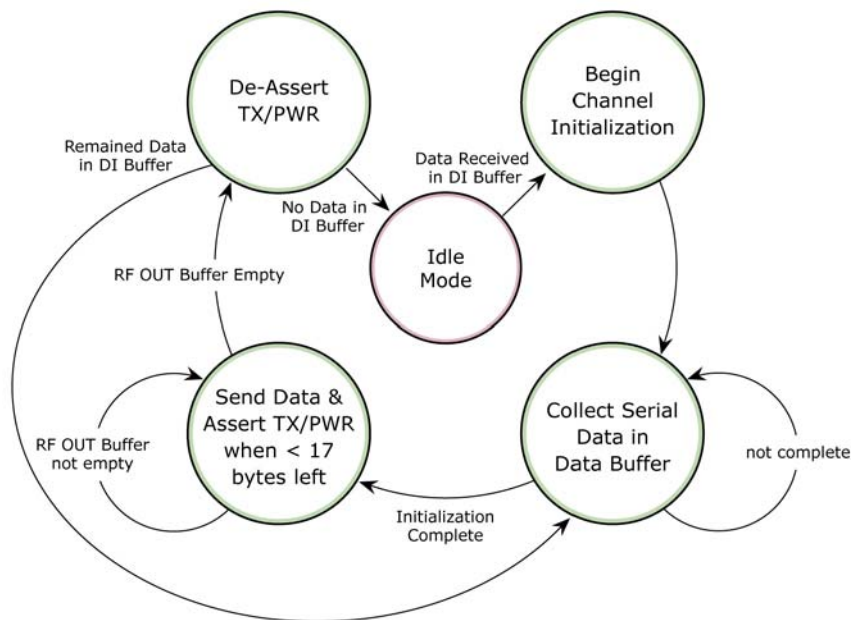 De-Assert
TX/PWR
Begin
Channel
Initialization
Remained Data
in DI Buffer
Data Received
in DI Buffer
No Data in
DI Buffer
Idle
Mode
RF OUT Buffer Empty
Send Data &
Assert TX/PWR
when < 17
bytes left
Collect Serial
Data in
Data Buffer
RF OUT Buffer
not empty
not complete
Initialization
Complete